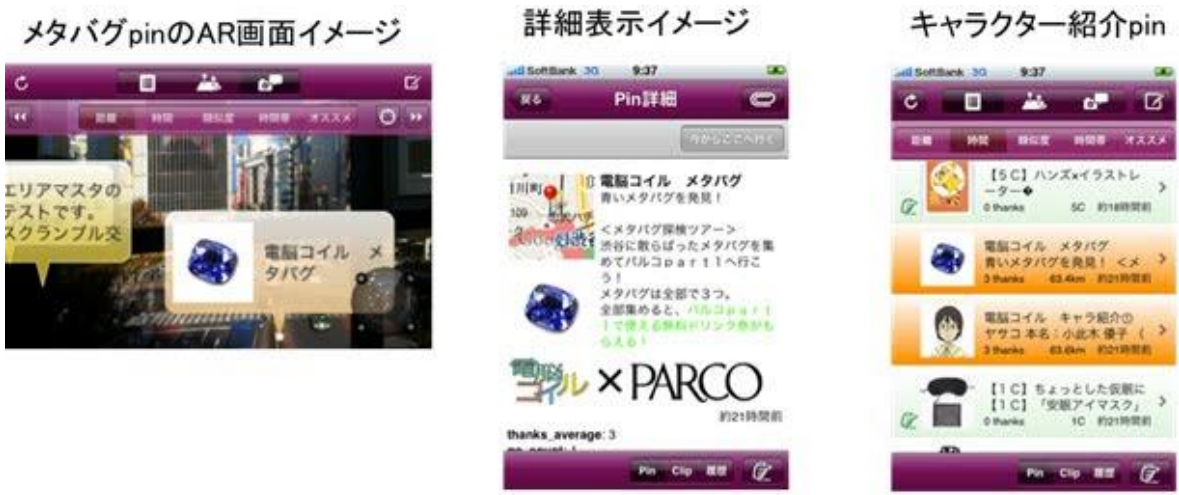 メタバグpinのAR画面イメージ
詳細表示イメージ
キャラクター紹介pin
距離 時間 類似度 時間帯 オススメ
エリアマスタの
テストです。
スクランブル交
電脳コイル メ
タバグ
SoftBank 3G 9:37
戻る Pin詳細
今からここへ行く
109
電脳コイル メタバグ
青いメタバグを発見！
＜メタバグ探検ツアー＞
渋谷に散らばったメタバグを集
めてパルコｐａｒｔ１へ行こ
う！
メタバグは全部で３つ。
全部集めると、パルコｐａｒｔ
１で使える無料ドリンク券がも
らえる！
電脳コイル × PARCO
約21時間前
thanks_average: 3
Pin Clip 履歴
SoftBank 3G 9:37
距離 時間 類似度 時間帯 オススメ
【５Ｃ】ハンズ×イラストレ
ーター�
0 thanks 5C 約18時間前
電脳コイル メタバグ
青いメタバグを発見！ ＜メ
3 thanks 63.4km 約21時間前
電脳コイル キャラ紹介①
ヤサコ 本名：小此木 優子 （
3 thanks 63.6km 約21時間前
【１Ｃ】ちょっとした仮眠に
【１Ｃ】「安眠アイマスク」
0 thanks 1C 約21時間前
Pin Clip 履歴